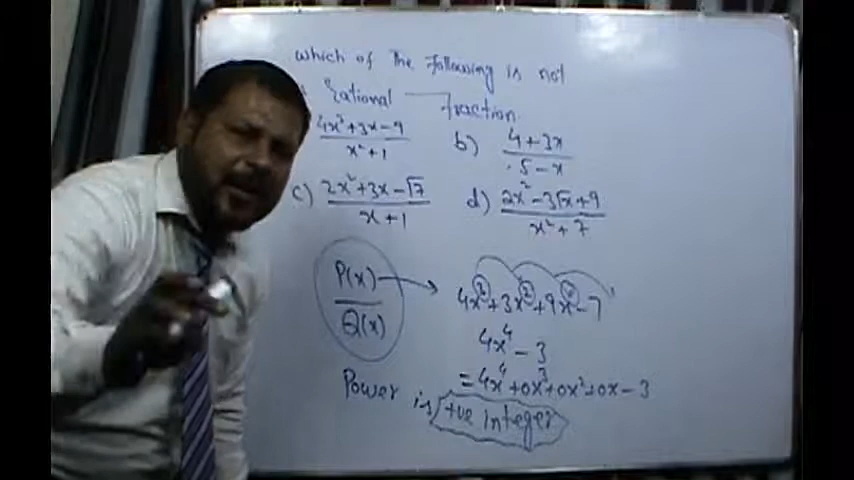 which of the following is not
rational fraction
4x²+3x-9 / x²+1
b) 4+3x / 5-x
c) 2x²+3x-√7 / x+1
d) 2x²-3√x+9 / x²+7
P(x) / Q(x)
4x³+3x²+9x-7
4x⁴-3
=4x⁴+0x³+0x²+0x-3
Power is +ve integer